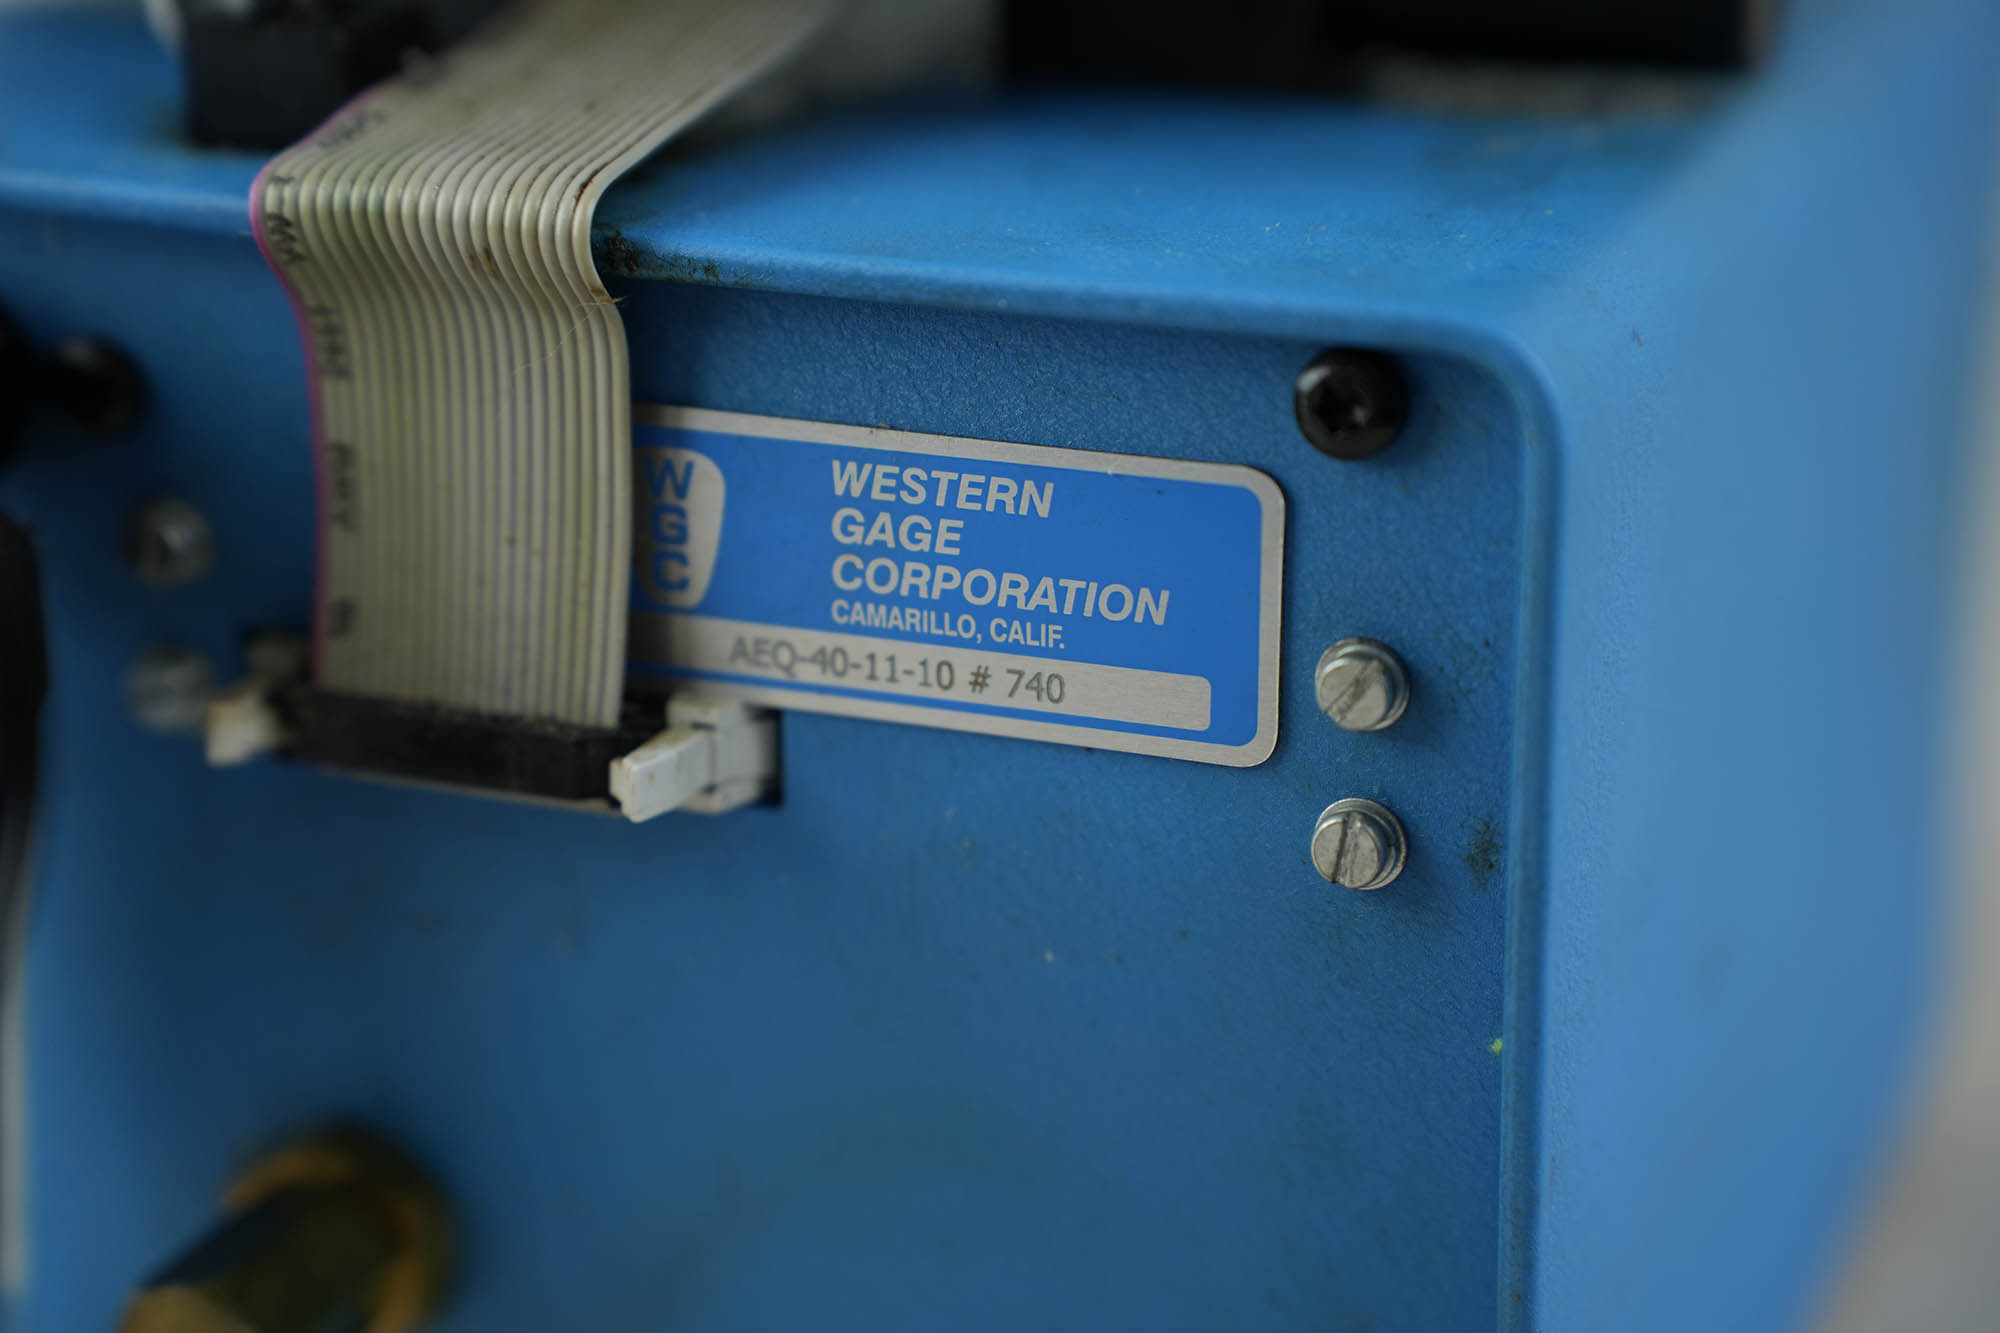 W
G
C
WESTERN
GAGE
CORPORATION
CAMARILLO, CALIF.
AEQ-40-11-10 # 740